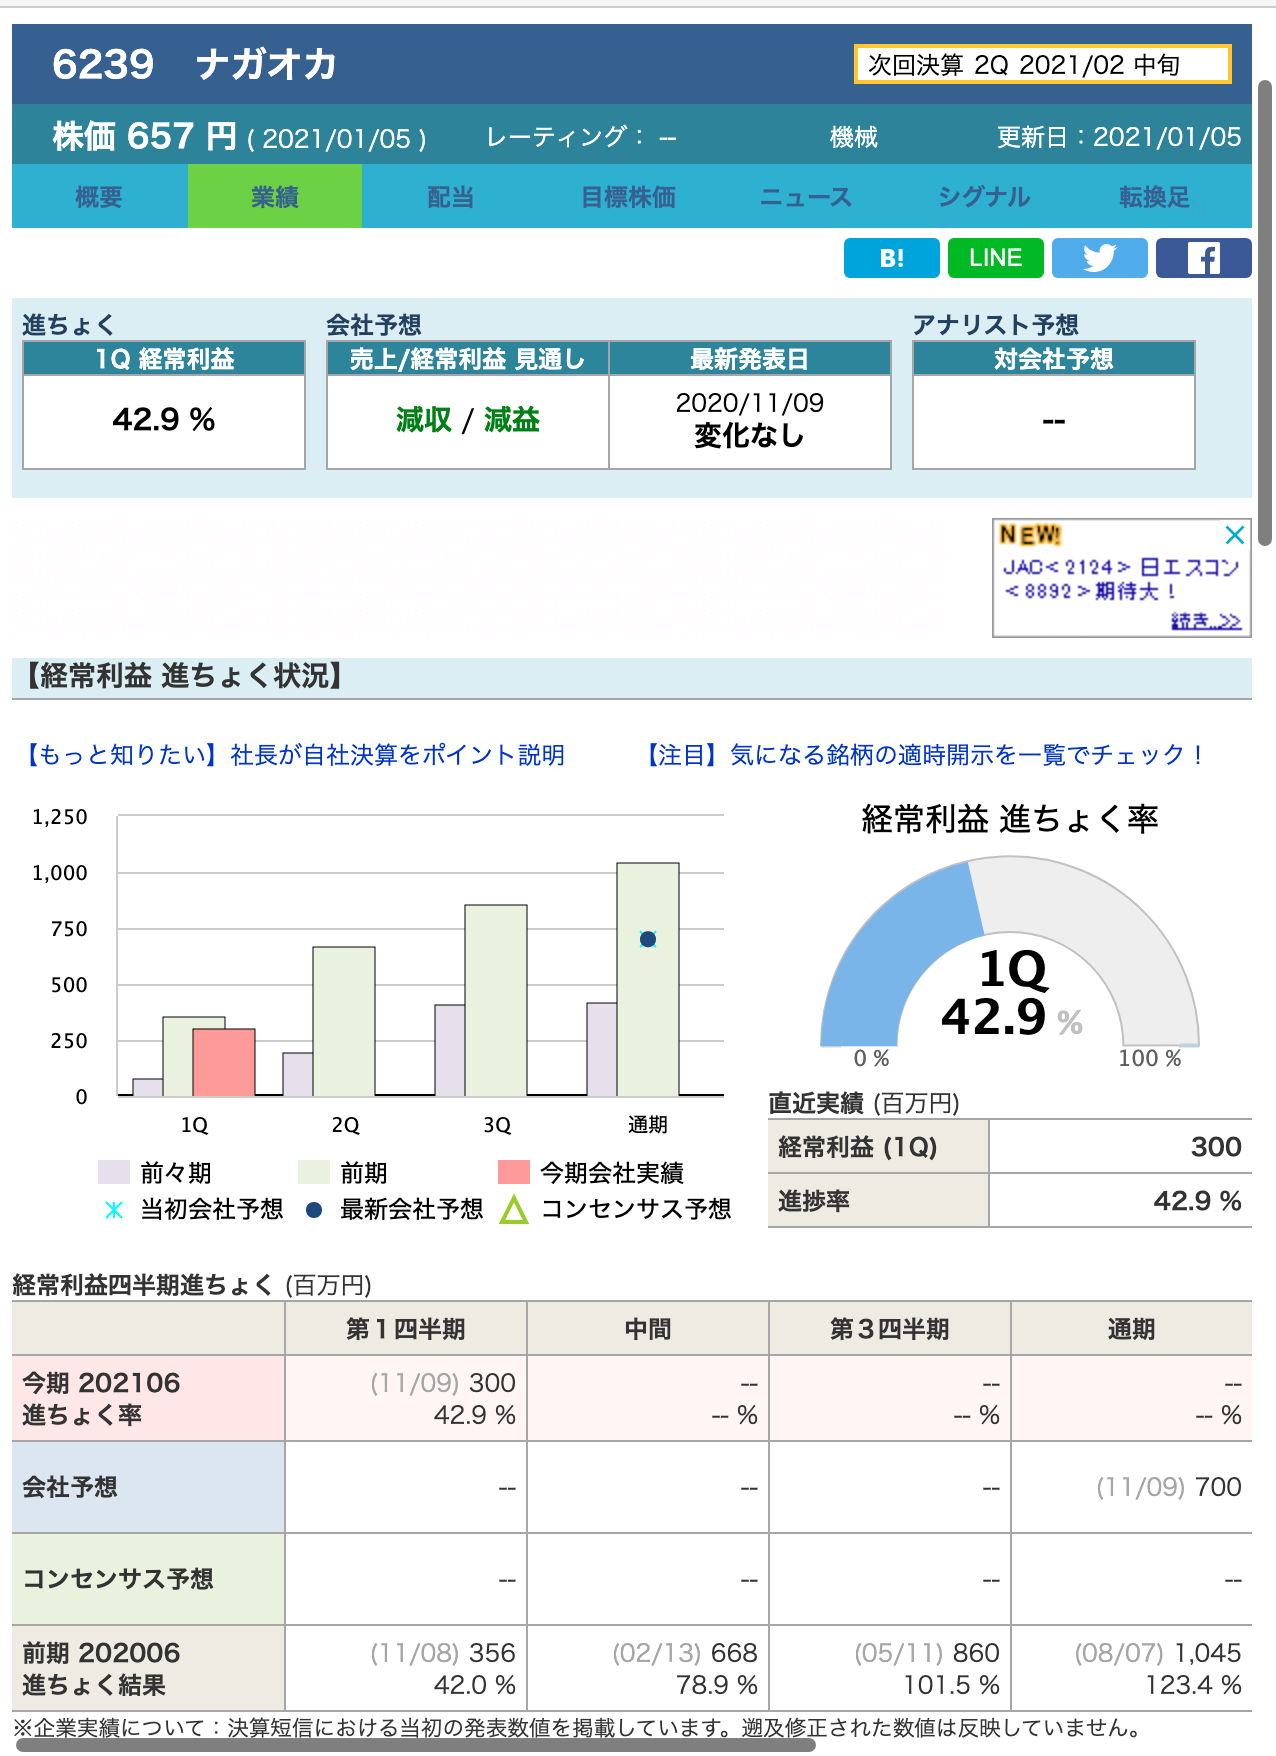 6239 ナガオカ
次回決算 2Q 2021/02 中旬
株価 657 円 ( 2021/01/05 ) レーティング： -- 機械 更新日：2021/01/05
概要 業績 配当 目標株価 ニュース シグナル 転換足
B! LINE
進ちょく 会社予想 アナリスト予想
1Q 経常利益 売上/経常利益 見通し 最新発表日 対会社予想
42.9 % 減収 / 減益 2020/11/09 --
変化なし
NEW!
JAC<2124> 日エスコン
<8892>期待大！
続き..>>
【経常利益 進ちょく状況】
【もっと知りたい】社長が自社決算をポイント説明 【注目】気になる銘柄の適時開示を一覧でチェック！
1,250
1,000
750
500
250
0
1Q 2Q 3Q 通期
前々期 前期 今期会社実績
当初会社予想 最新会社予想 コンセンサス予想
経常利益 進ちょく率
1Q
42.9 %
0 % 100 %
直近実績 (百万円)
経常利益 (1Q) 300
進捗率 42.9 %
経常利益四半期進ちょく (百万円)
第１四半期 中間 第３四半期 通期
今期 202106 (11/09) 300 -- -- --
進ちょく率 42.9 % -- % -- % -- %
会社予想 -- -- -- (11/09) 700
コンセンサス予想 -- -- -- --
前期 202006 (11/08) 356 (02/13) 668 (05/11) 860 (08/07) 1,045
進ちょく結果 42.0 % 78.9 % 101.5 % 123.4 %
※企業実績について：決算短信における当初の発表数値を掲載しています。遡及修正された数値は反映していません。